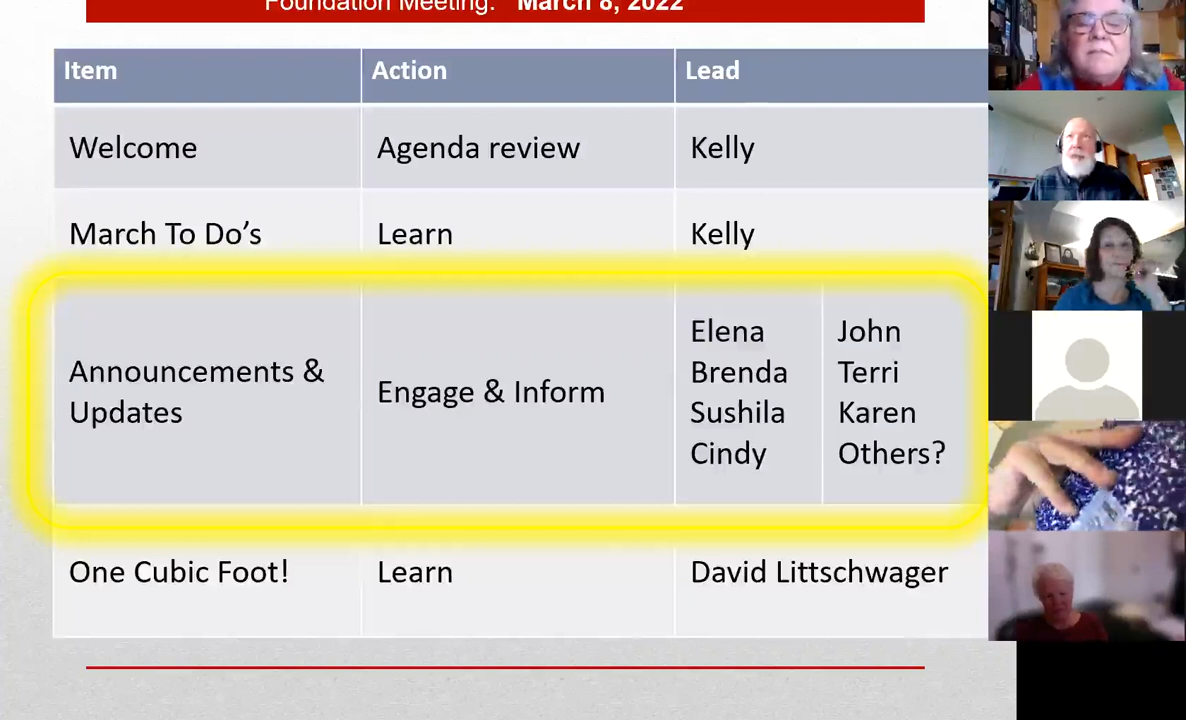 Foundation Meeting: March 8, 2022
Item Action Lead
Welcome Agenda review Kelly
March To Do’s Learn Kelly
Announcements &
Updates
Engage & Inform
Elena
Brenda
Sushila
Cindy
John
Terri
Karen
Others?
One Cubic Foot! Learn David Littschwager